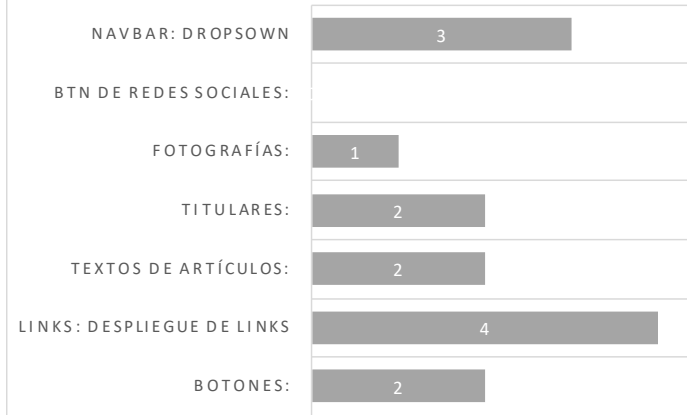 NAVBAR: DROPSOWN 3
BTN DE REDES SOCIALES:
FOTOGRAFÍAS: 1
TITULARES: 2
TEXTOS DE ARTÍCULOS: 2
LINKS: DESPLIEGUE DE LINKS 4
BOTONES: 2